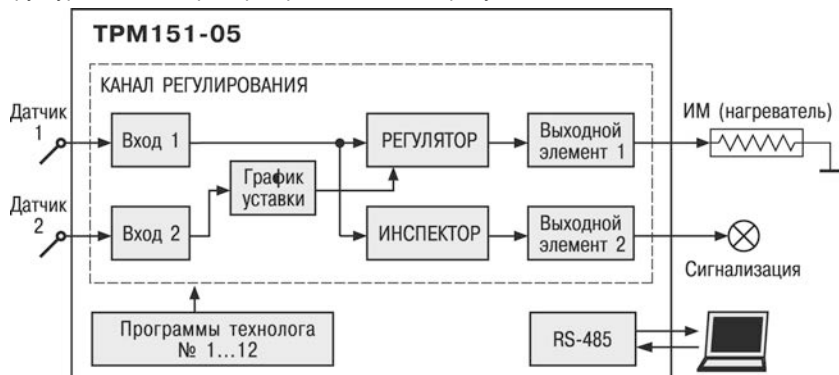 ТРМ151-05
КАНАЛ РЕГУЛИРОВАНИЯ
Датчик
1
Вход 1
РЕГУЛЯТОР
Выходной
элемент 1
ИМ (нагреватель)
График
уставки
Датчик
2
Вход 2
ИНСПЕКТОР
Выходной
элемент 2
Сигнализация
Программы технолога
№ 1...12
RS-485